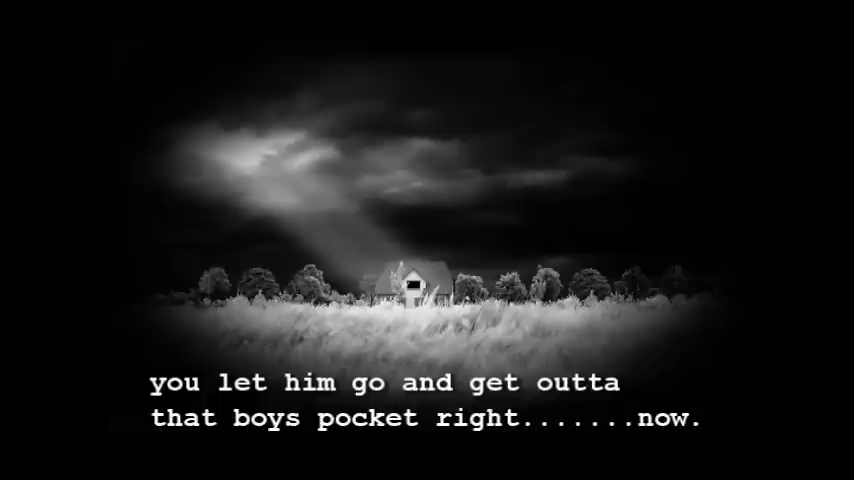 you let him go and get outta
that boys pocket right.......now.